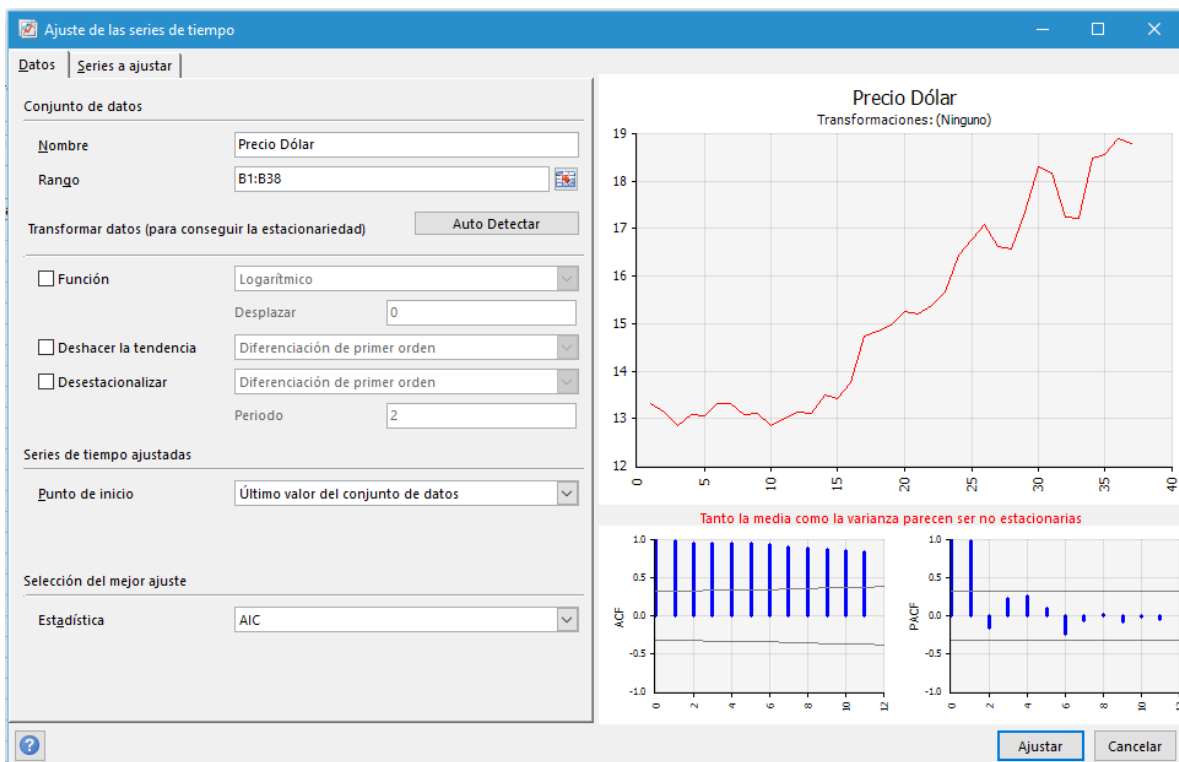 Ajuste de las series de tiempo
Datos
Series a ajustar
Conjunto de datos
Nombre
Precio Dólar
Rango
B1:B38
Transformar datos (para conseguir la estacionariedad)
Auto Detectar
Función
Logarítmico
Desplazar
0
Deshacer la tendencia
Diferenciación de primer orden
Desestacionalizar
Diferenciación de primer orden
Periodo
2
Series de tiempo ajustadas
Punto de inicio
Último valor del conjunto de datos
Selección del mejor ajuste
Estadística
AIC
Precio Dólar
Transformaciones: (Ninguno)
19
18
17
16
15
14
13
12
0
5
10
15
20
25
30
35
40
Tanto la media como la varianza parecen ser no estacionarias
ACF
1.0
0.5
0.0
-0.5
-1.0
0
2
4
6
8
10
12
PACF
1.0
0.5
0.0
-0.5
-1.0
0
2
4
6
8
10
Ajustar
Cancelar